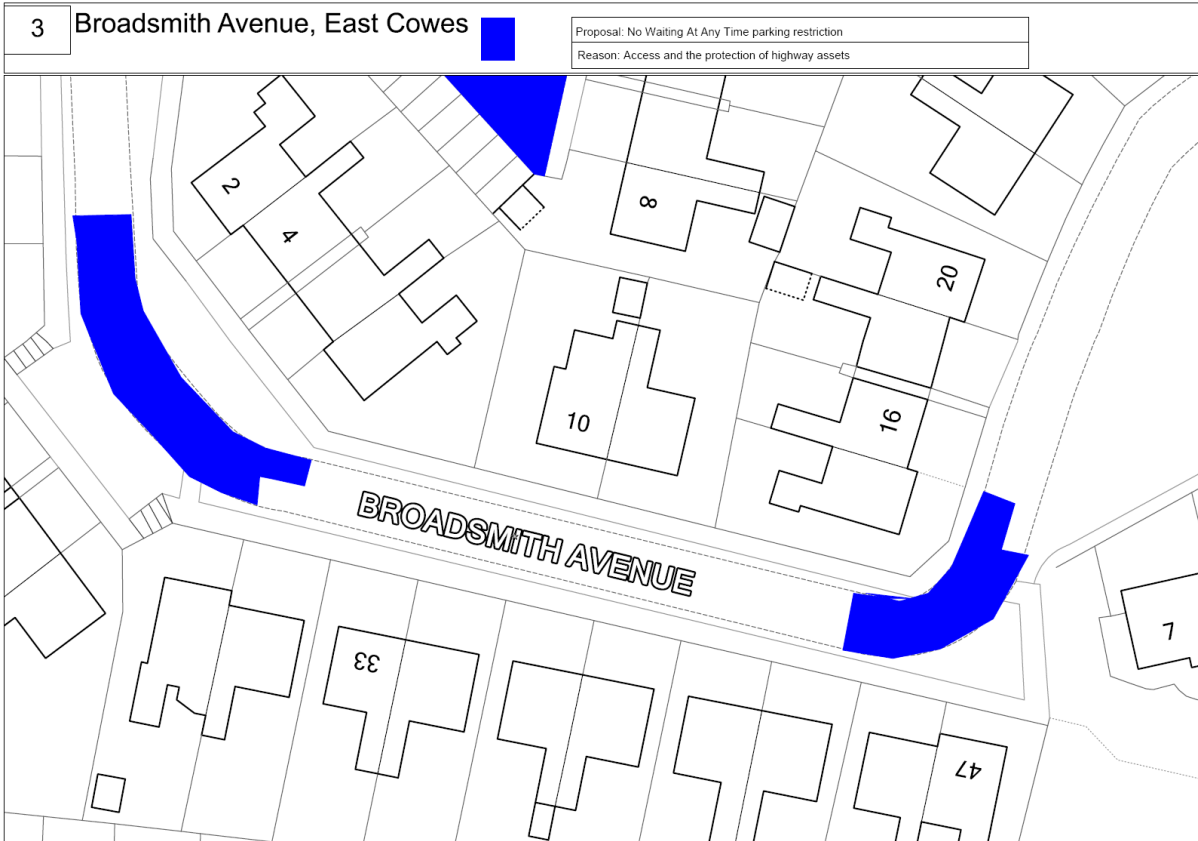 3
Broadsmith Avenue, East Cowes
Proposal: No Waiting At Any Time parking restriction
Reason: Access and the protection of highway assets
2
4
8
20
10
16
BROADSMITH AVENUE
7
33
47